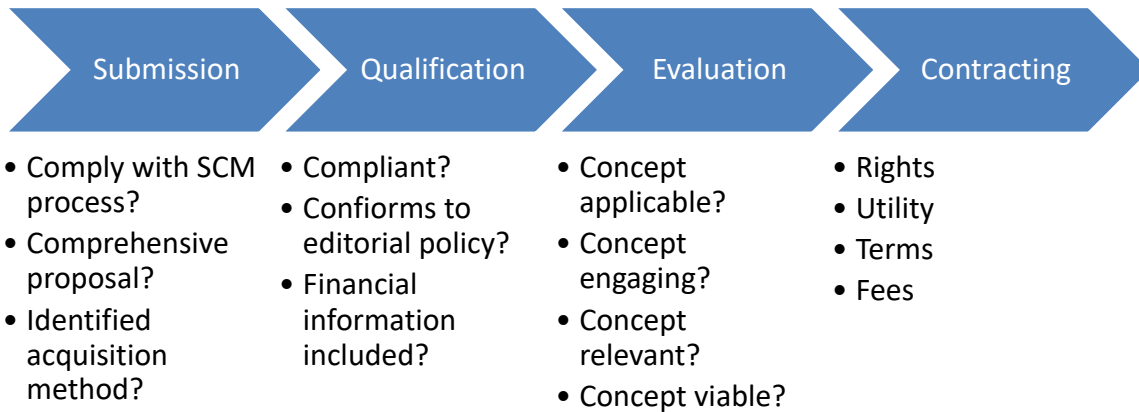 Submission
Qualification
Evaluation
Contracting
• Comply with SCM
process?
• Comprehensive
proposal?
• Identified
acquisition
method?
• Compliant?
• Confiorms to
editorial policy?
• Financial
information
included?
• Concept
applicable?
• Concept
engaging?
• Concept
relevant?
• Concept viable?
• Rights
• Utility
• Terms
• Fees